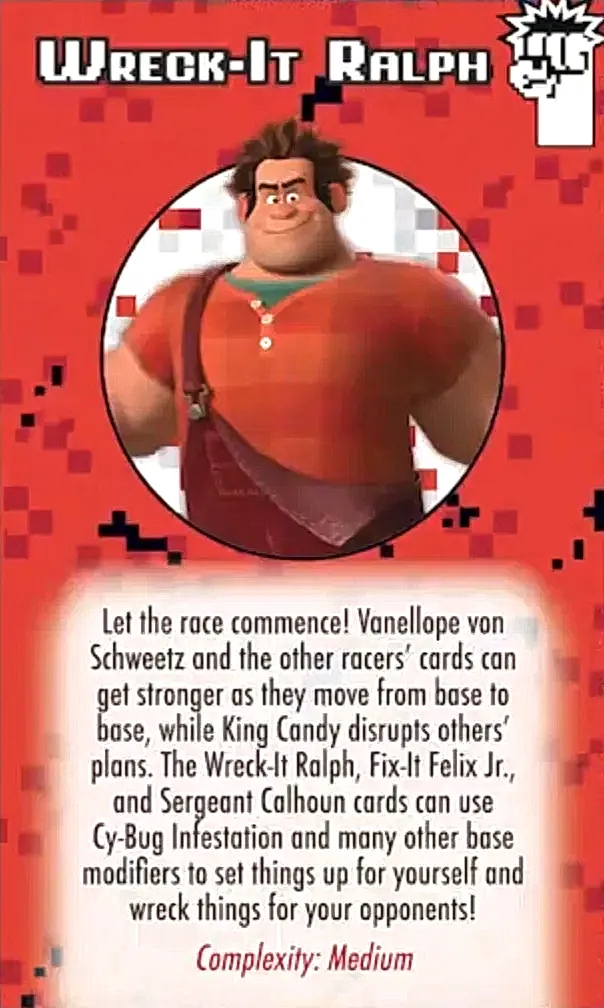 Wreck-It Ralph
Let the race commence! Vanellope von
Schweetz and the other racers' cards can
get stronger as they move from base to
base, while King Candy disrupts others'
plans. The Wreck-It Ralph, Fix-It Felix Jr.,
and Sergeant Calhoun cards can use
Cy-Bug Infestation and many other base
modifiers to set things up for yourself and
wreck things for your opponents!
Complexity: Medium